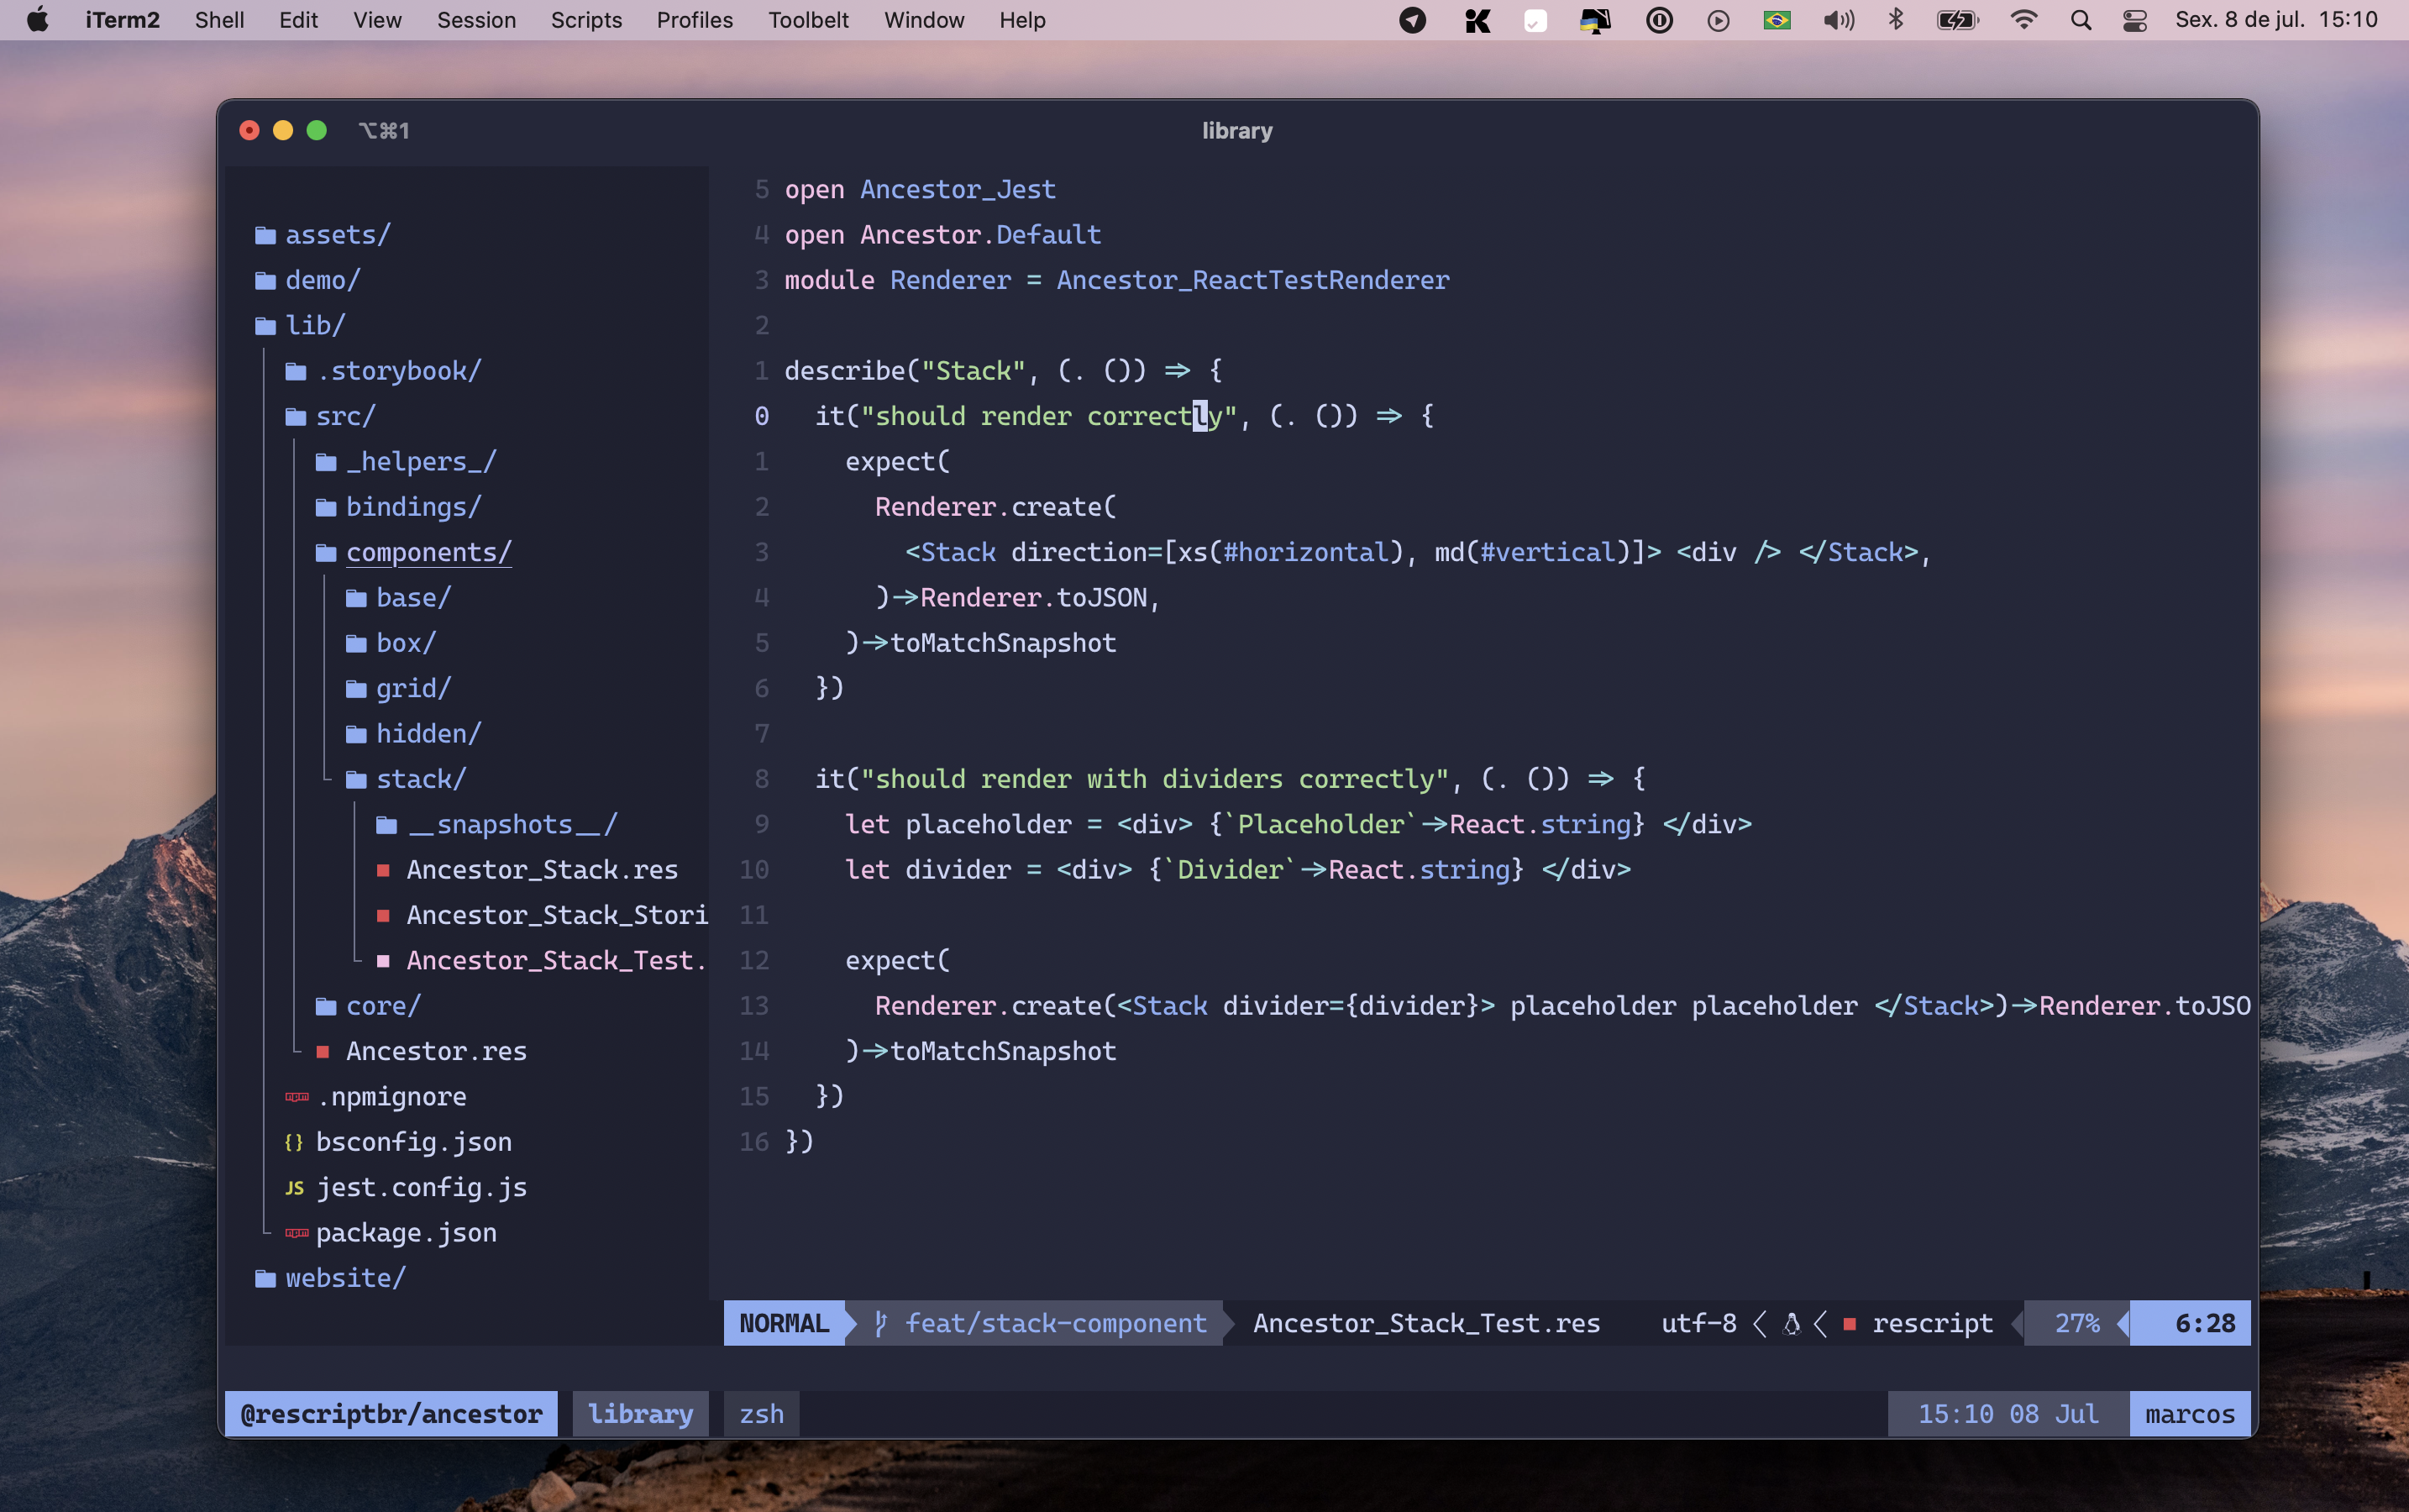 iTerm2 Shell Edit View Session Scripts Profiles Toolbelt Window Help Sex. 8 de jul. 15:10
⌥⌘1 library
assets/
demo/
lib/
.storybook/
src/
_helpers_/
bindings/
components/
base/
box/
grid/
hidden/
stack/
__snapshots__/
Ancestor_Stack.res
Ancestor_Stack_Stori
Ancestor_Stack_Test.
core/
Ancestor.res
.npmignore
{} bsconfig.json
JS jest.config.js
package.json
website/
5 open Ancestor_Jest
4 open Ancestor.Default
3 module Renderer = Ancestor_ReactTestRenderer
2
1 describe("Stack", (. ()) => {
0   it("should render correctly", (. ()) => {
1     expect(
2       Renderer.create(
3         <Stack direction=[xs(#horizontal), md(#vertical)]> <div /> </Stack>,
4       )->Renderer.toJSON,
5     )->toMatchSnapshot
6   })
7
8   it("should render with dividers correctly", (. ()) => {
9     let placeholder = <div> {`Placeholder`->React.string} </div>
10     let divider = <div> {`Divider`->React.string} </div>
11
12     expect(
13       Renderer.create(<Stack divider={divider}> placeholder placeholder </Stack>)->Renderer.toJSO
14     )->toMatchSnapshot
15   })
16 })
NORMAL feat/stack-component Ancestor_Stack_Test.res utf-8 rescript 27% 6:28
@rescriptbr/ancestor library zsh 15:10 08 Jul marcos